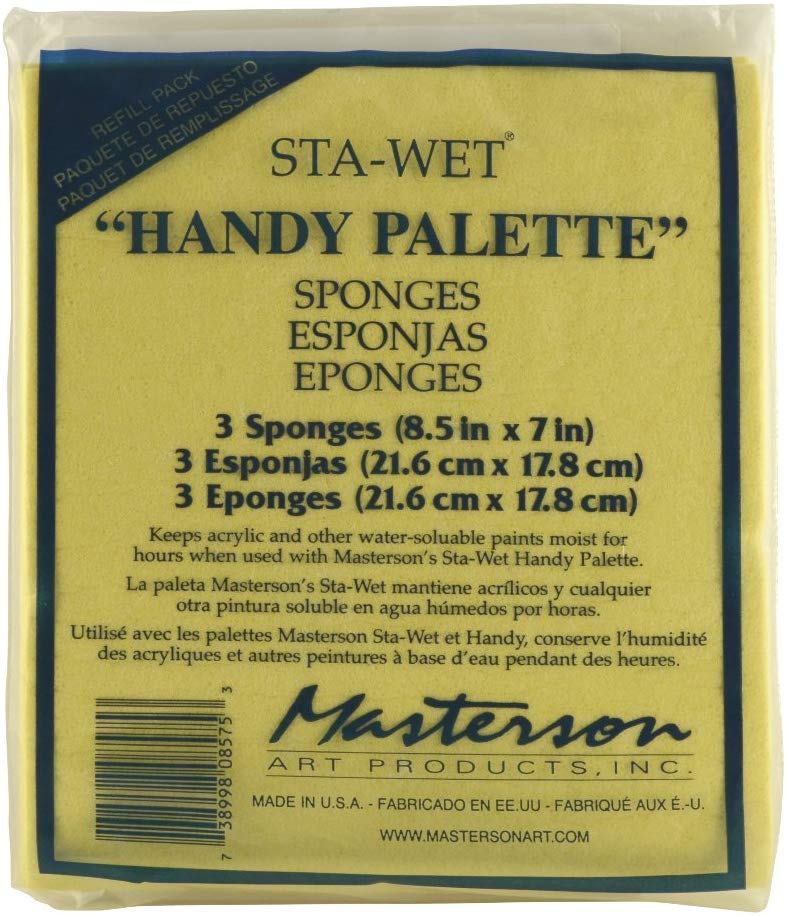 REFILL PACK
PAQUETE DE REPUESTO
PAQUET DE REMPLISSAGE
STA-WET®
“HANDY PALETTE”
SPONGES
ESPONJAS
EPONGES
3 Sponges (8.5 in x 7 in)
3 Esponjas (21.6 cm x 17.8 cm)
3 Eponges (21.6 cm x 17.8 cm)
Keeps acrylic and other water-soluable paints moist for
hours when used with Masterson's Sta-Wet Handy Palette.
La paleta Masterson's Sta-Wet mantiene acrílicos y cualquier
otra pintura soluble en agua húmedos por horas.
Utilisé avec les palettes Masterson Sta-Wet et Handy, conserve l'humidité
des acryliques et autres peintures à base d'eau pendant des heures.
7 38998 08575 3
Masterson
ART PRODUCTS, INC.
MADE IN U.S.A. - FABRICADO EN EE.UU - FABRIQUÉ AUX É.-U.
WWW.MASTERSONART.COM